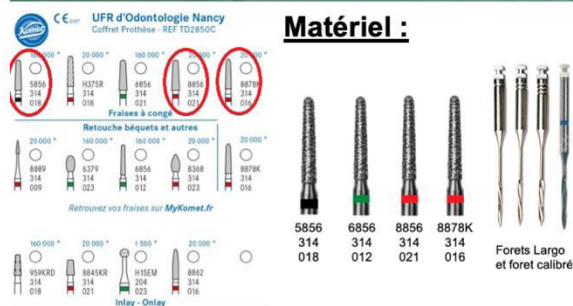 Komet
CE 0197
UFR d'Odontologie Nancy
Coffret Prothèse - REF TD2850C
20 000 * 160 000 * 20 000 * 20 000 *
5856 H375R 6856 8856 8878K
314 314 314 314 314
018 018 021 021 016
Fraises à congé
Retouche béquets et autres
20 000 * 20 000 * 160 000 * 20 000 * 20 000 *
8889 6379 6856 8368 8878K
314 314 314 314 314
009 023 012 023 016
Retrouvez vos fraises sur MyKomet.fr
160 000 * 20 000 * 1 500 * 20 000 * 20 000 *
959KRD 8845KR H1SEM 8862
314 314 204 314
018 021 023 016
Inlay - Onlay
Matériel :
5856 6856 8856 8878K
314 314 314 314
018 012 021 016
Forets Largo
et foret calibré